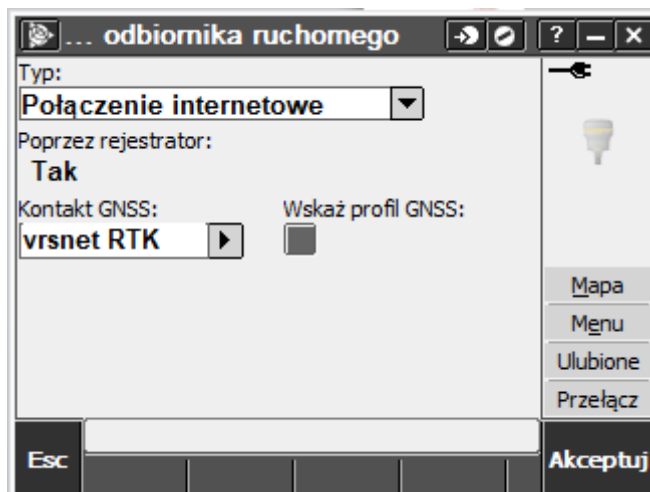 ... odbiornika ruchomego
? – ×
Typ:
Połączenie internetowe
Poprzez rejestrator:
Tak
Kontakt GNSS: Wskaż profil GNSS:
vrsnet RTK
Mapa
Menu
Ulubione
Przełącz
Esc
Akceptuj